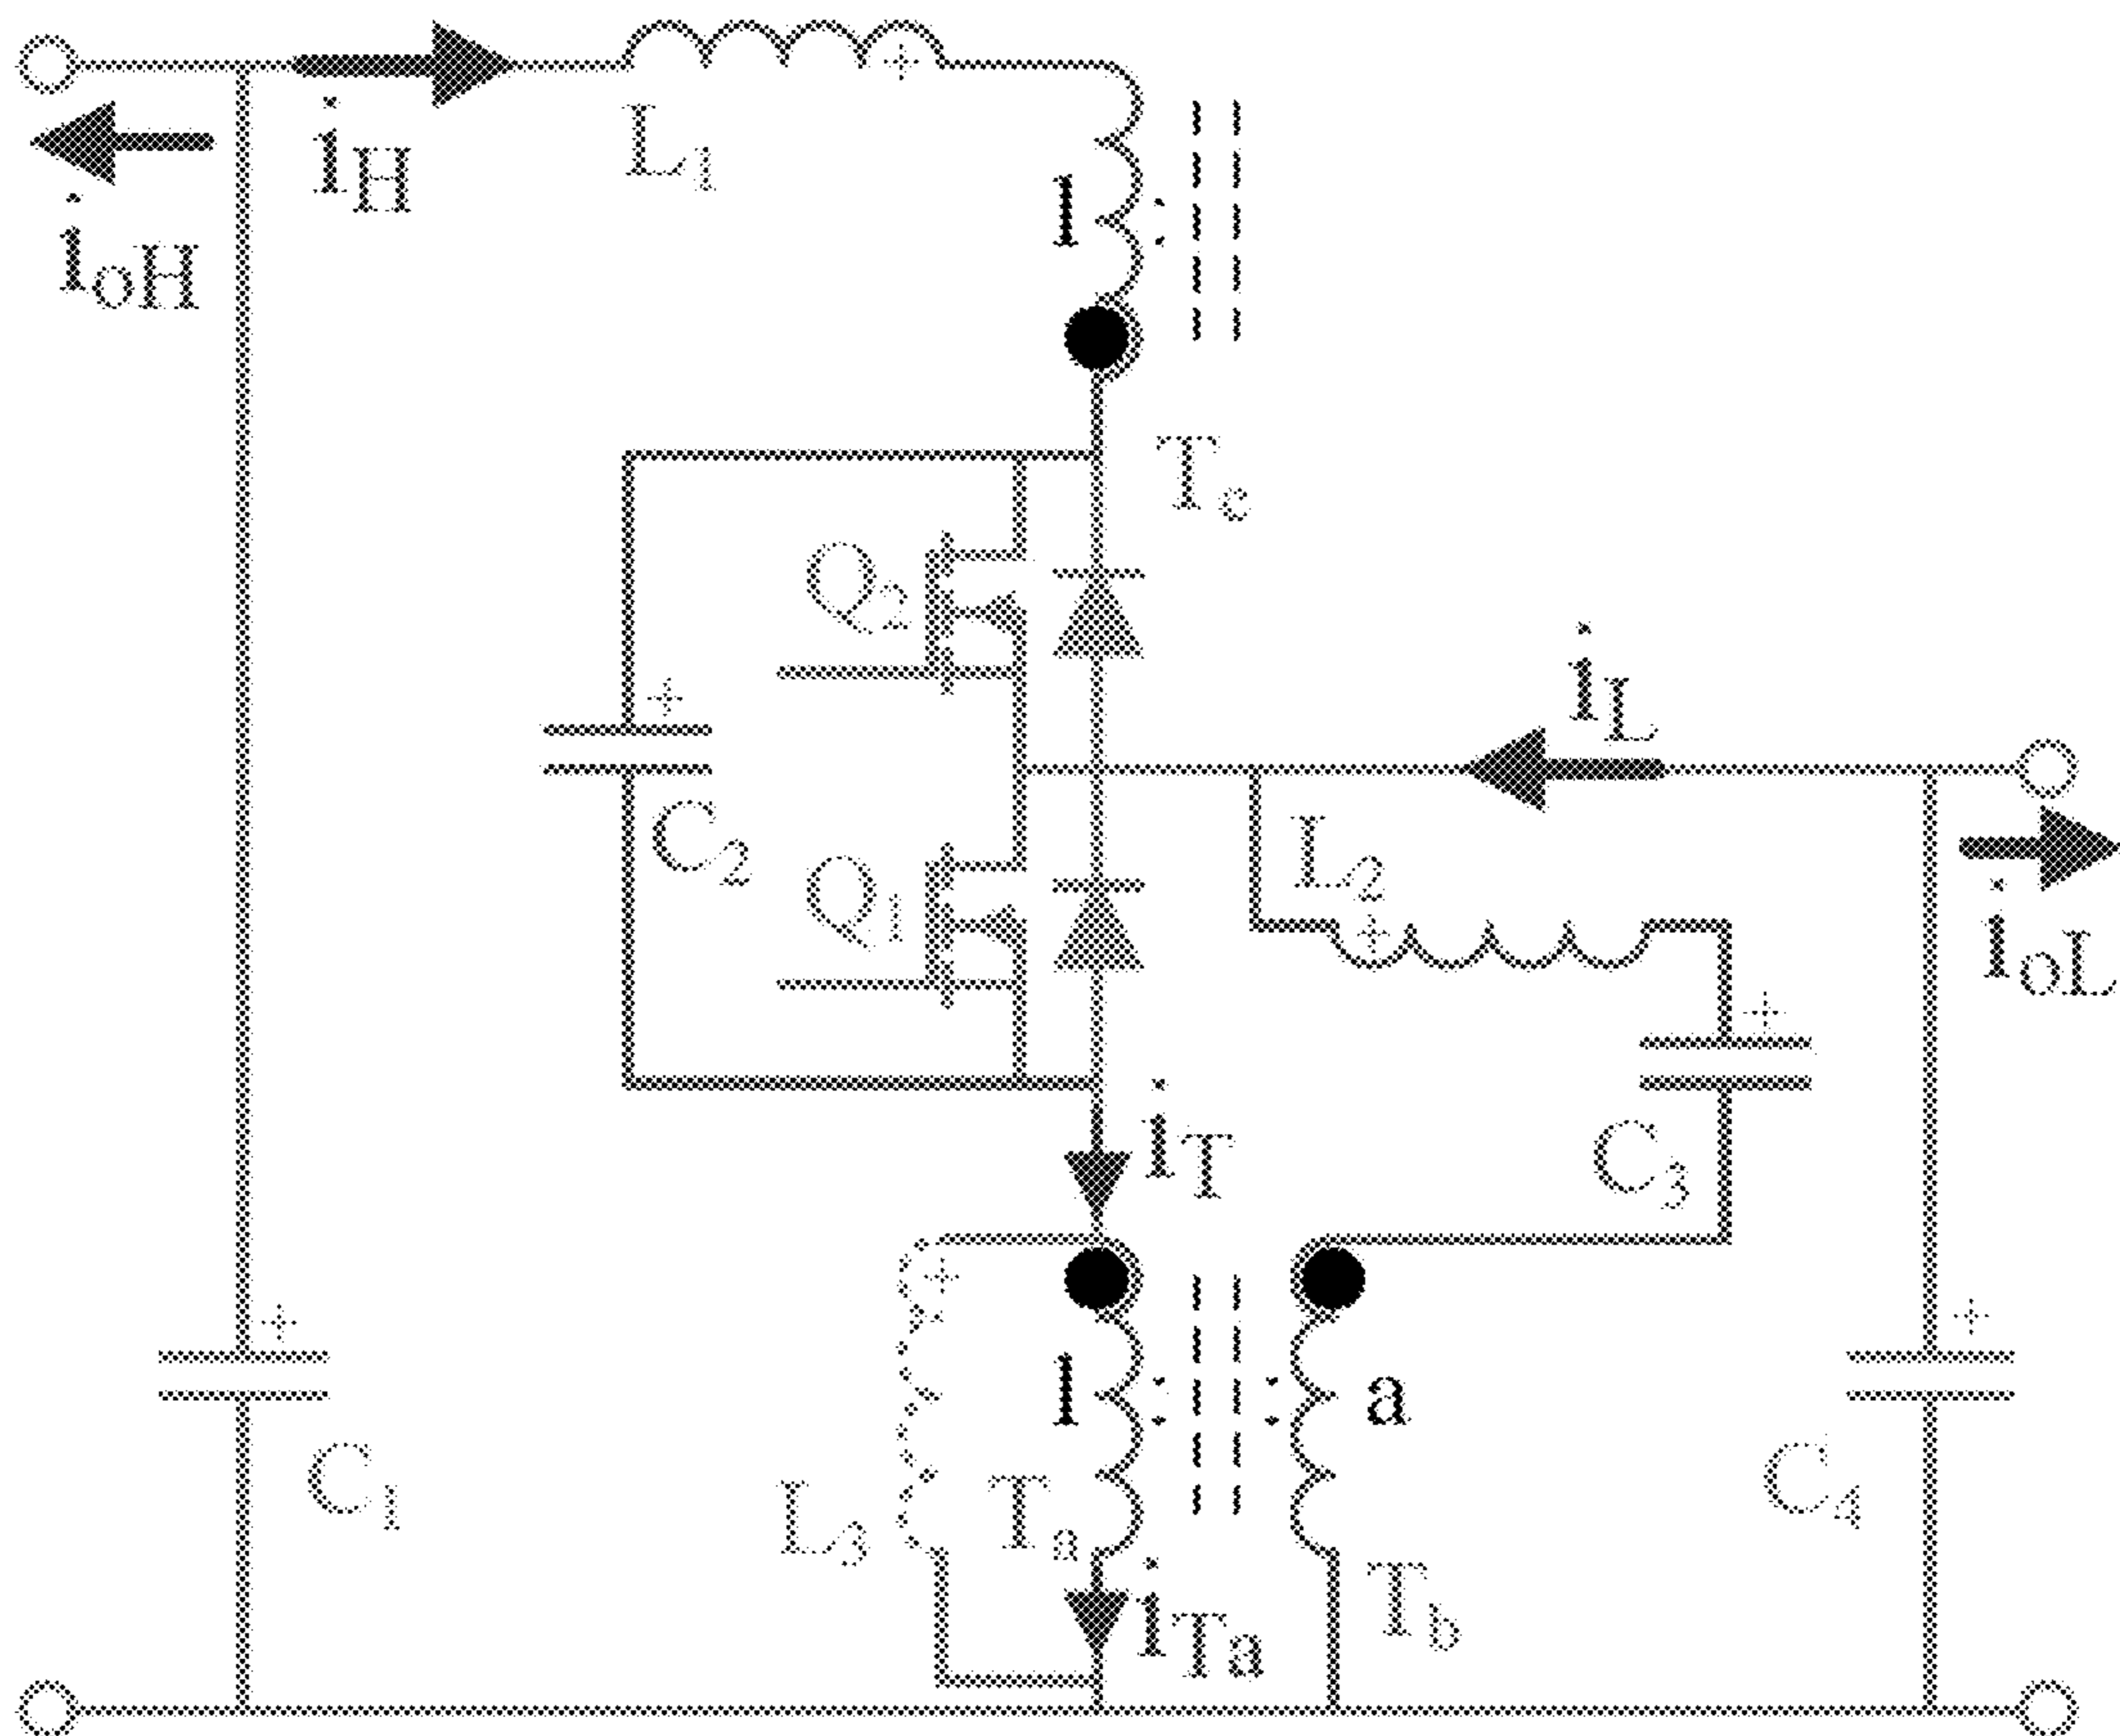 i_H
L_1
i_oH
1 :
T_c
Q_2
i_L
C_2
Q_1
L_2
i_oL
i_T
C_3
1 : : a
C_1
L_3
T_a
C_4
i_Ta
T_b